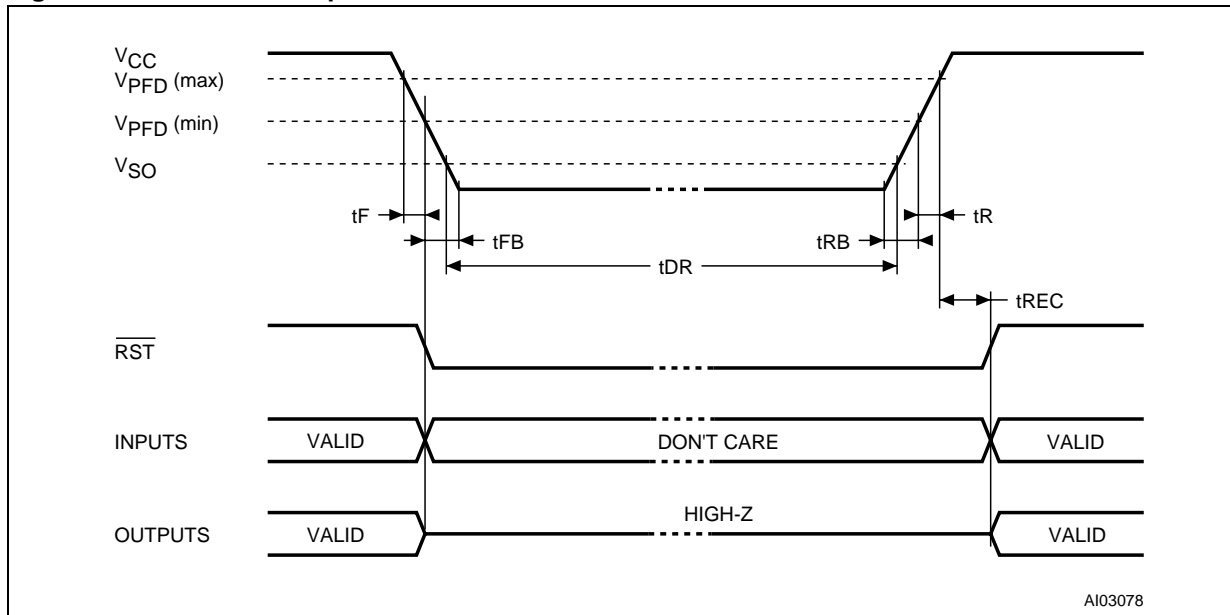 VCC
VPFD (max)
VPFD (min)
VSO
tF
tFB
tDR
tRB
tR
tREC
RST
INPUTS VALID DON'T CARE VALID
OUTPUTS VALID HIGH-Z VALID
AI03078